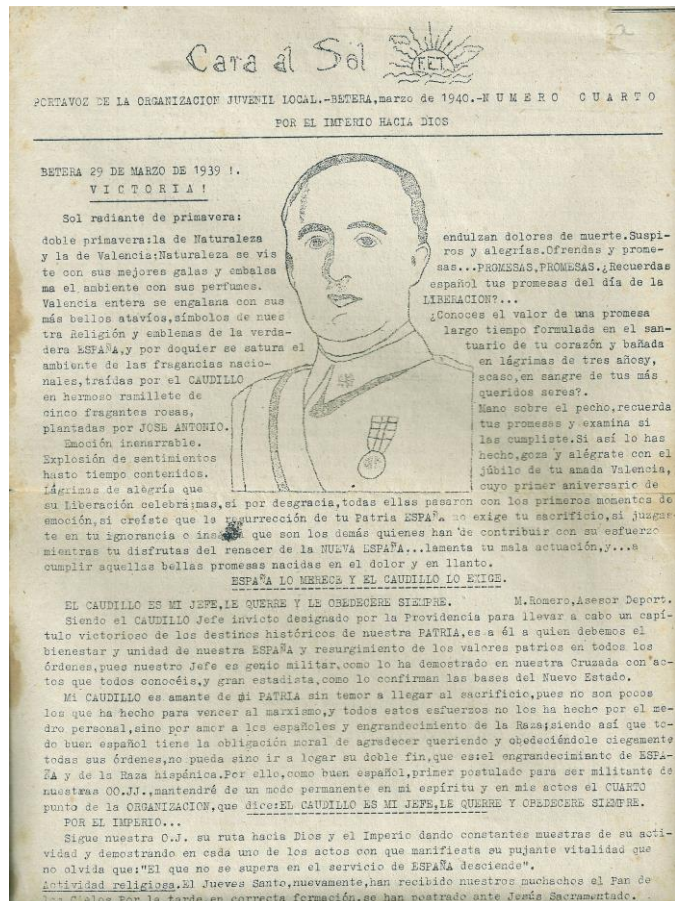 Cara al Sol
F.E.T.
PORTAVOZ DE LA ORGANIZACION JUVENIL LOCAL.-BETERA,marzo de 1940.-N U M E R O  C U A R T O
POR EL IMPERIO HACIA DIOS
BETERA 29 DE MARZO DE 1939 !.
V I C T O R I A !
Sol radiante de primavera:
doble primavera:la de Naturaleza
y la de Valencia:Naturaleza se vis
te con sus mejores galas y embalsa
ma el ambiente con sus perfumes.
Valencia entera se engalana con sus
más bellos atavíos,símbolos de nues
tra Religión y emblemas de la verda-
dera ESPAÑA,y por doquier se satura el
ambiente de las fragancias nacio-
nales,traídas por el CAUDILLO
en hermoso ramillete de
cinco fragantes rosas,
plantadas por JOSE ANTONIO.
Emoción inenarrable.
Explosión de sentimientos
hasto tiempo contenidos.
Lágrimas de alegría que
endulzan dolores de muerte.Suspi-
ros y alegrías.Ofrendas y prome-
sas...PROMESAS,PROMESAS.¿Recuerdas
español tus promesas del día de la
LIBERACION?...
¿Conoces el valor de una promesa
largo tiempo formulada en el san-
tuario de tu corazón y bañada
en lágrimas de tres añosy,
scaso,en sangre de tus más
queridos seres?.
Mano sobre el pecho,recuerda
tus promesas y examina si
las cumpliste.Si así lo has
hecho,goza y alégrate con el
júbilo de tu amada Valencia,
cuyo primer aniversario de
su Liberación celebra;mas,si por desgracia,todas ellas pasaron con los primeros momentos de
emoción,si creíste que la resurrección de tu Patria ESPAÑA no exige tu sacrificio,si juzgas
te en tu ignorancia o que son los demás quienes han de contribuir con su esfuerzo
mientras tu disfrutas del renacer de la NUEVA ESPAÑA...lamenta tu mala actuación,y...a
cumplir aquellas bellas promesas nacidas en el dolor y en llanto.
ESPAÑA LO MERECE Y EL CAUDILLO LO EXIGE.
EL CAUDILLO ES MI JEFE,LE QUERRE Y LE OBEDECERE SIEMPRE. M.Romero,Asesor Deport.
Siendo el CAUDILLO Jefe invicto designado por la Providencia para llevar a cabo un capí
tulo victorioso de los destinos históricos de nuestra PATRIA,es a él a quien debemos el
bienestar y unidad de nuestra ESPAÑA y resurgimiento de los valores patrios en todos los
órdenes,pues nuestro Jefe es genio militar,como lo ha demostrado en nuestra Cruzada con ac-
tos que todos conocéis,y gran estadista,como lo confirman las bases del Nuevo Estado.
Mi CAUDILLO es amante de mi PATRIA sin temor a llegar al sacrificio,pues no son pocos
los que ha hecho para vencer al marxismo,y todos estos esfuerzos no los ha hecho por el me-
dro personal,sino por amor a los españoles y engrandecimiento de la Raza;siendo así que to-
do buen español tiene la obligación moral de agradecer queriendo y obedeciéndole ciegamente
todas sus órdenes,no pueda sino ir a logar su doble fin,que es:el engrandecimianto de ESPA-
ÑA y de la Raza hispánica.Por ello,como buen español,primer postulado para ser militante de
nuestras OO.JJ.,mantendré de un modo permanente en mi espíritu y en mis actos el CUARTO
punto de la ORGANIZACION,que dice:EL CAUDILLO ES MI JEFE,LE QUERRE Y OBEDECERE SIEMPRE.
POR EL IMPERIO...
Sigue nuestra O.J. su ruta hacia Dios y el Imperio dando constantes muestras de su acti-
vidad y demostrando en cada uno de los actos con que manifiesta su pujante vitalidad que
no olvida que:"El que no se supera en el servicio de ESPAÑA desciende".
Actividad religiosa.El Jueves Santo,nuevamente,han recibido nuestros muchachos el Pan de
los Cielos.Por la tarde en correcta formación,se han postrado ante Jesús Sacramentado.